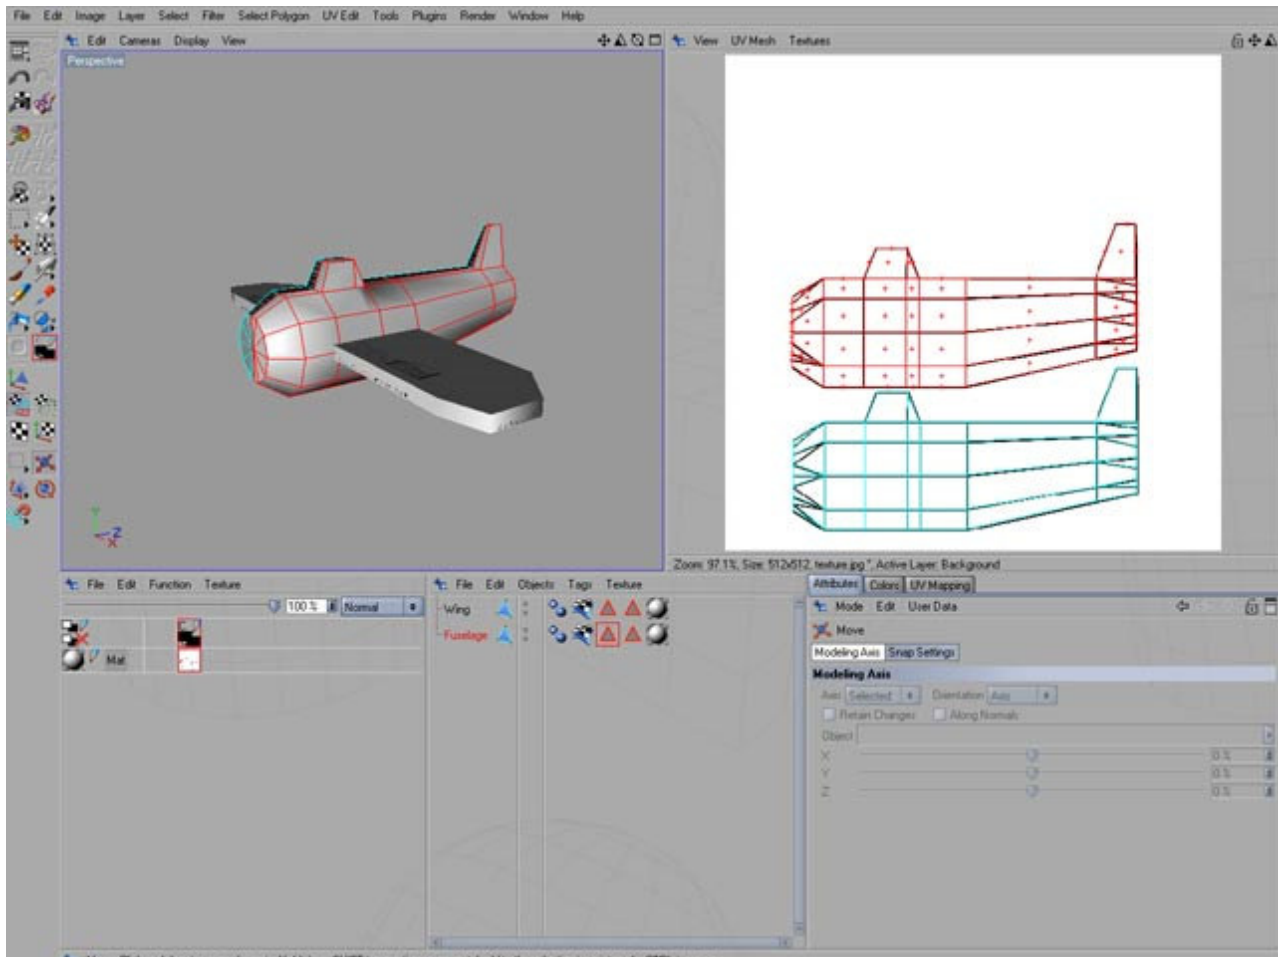 File Edit Image Layer Select Filter Select Polygon UV Edit Tools Plugins Render Window Help
Edit Cameras Display View
View UV Mesh Textures
Perspective
Y
Z
X
Zoom: 97.1%, Size: 512x512, texture.jpg *, Active Layer: Background
File Edit Function Texture
100 % Normal
Mat
File Edit Objects Tags Texture
Wing
Fuselage
Attributes Colors UV Mapping
Mode Edit User Data
Move
Modeling Axis Snap Settings
Modeling Axis
Axis Selected Orientation Axis
Retain Changes Along Normals
Object
X 0 %
Y 0 %
Z 0 %